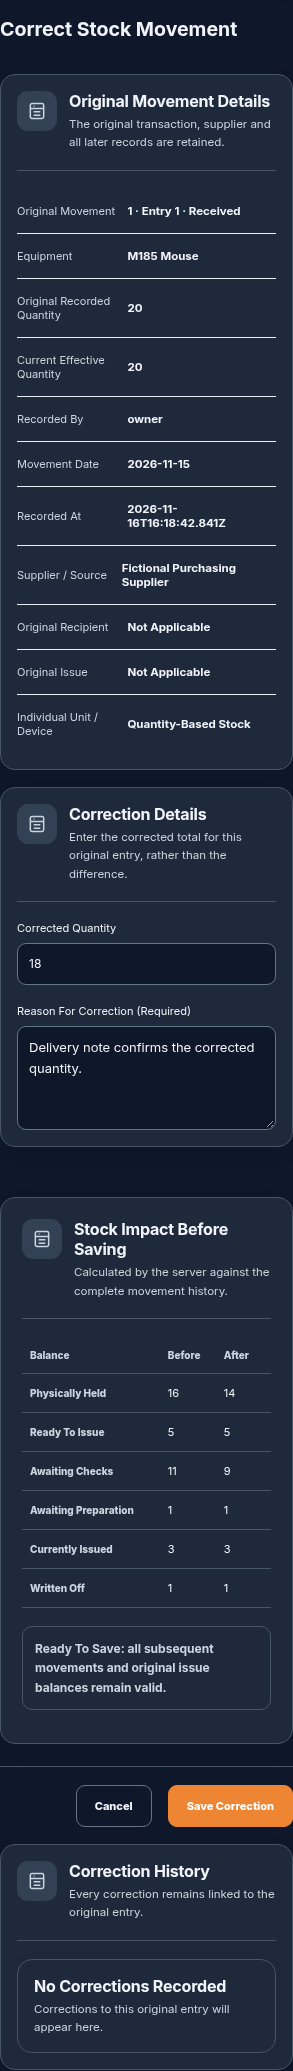 Correct Stock Movement
Original Movement Details
The original transaction, supplier and
all later records are retained.
Original Movement 1 · Entry 1 · Received
Equipment M185 Mouse
Original Recorded
Quantity
20
Current Effective
Quantity
20
Recorded By owner
Movement Date 2026-11-15
Recorded At
2026-11-
16T16:18:42.841Z
Supplier / Source
Fictional Purchasing
Supplier
Original Recipient Not Applicable
Original Issue Not Applicable
Individual Unit /
Device
Quantity-Based Stock
Correction Details
Enter the corrected total for this
original entry, rather than the
difference.
Corrected Quantity
18
Reason For Correction (Required)
Delivery note confirms the corrected
quantity.
Stock Impact Before
Saving
Calculated by the server against the
complete movement history.
Balance Before After
Physically Held 16 14
Ready To Issue 5 5
Awaiting Checks 11 9
Awaiting Preparation 1 1
Currently Issued 3 3
Written Off 1 1
Ready To Save: all subsequent
movements and original issue
balances remain valid.
Cancel Save Correction
Correction History
Every correction remains linked to the
original entry.
No Corrections Recorded
Corrections to this original entry will
appear here.